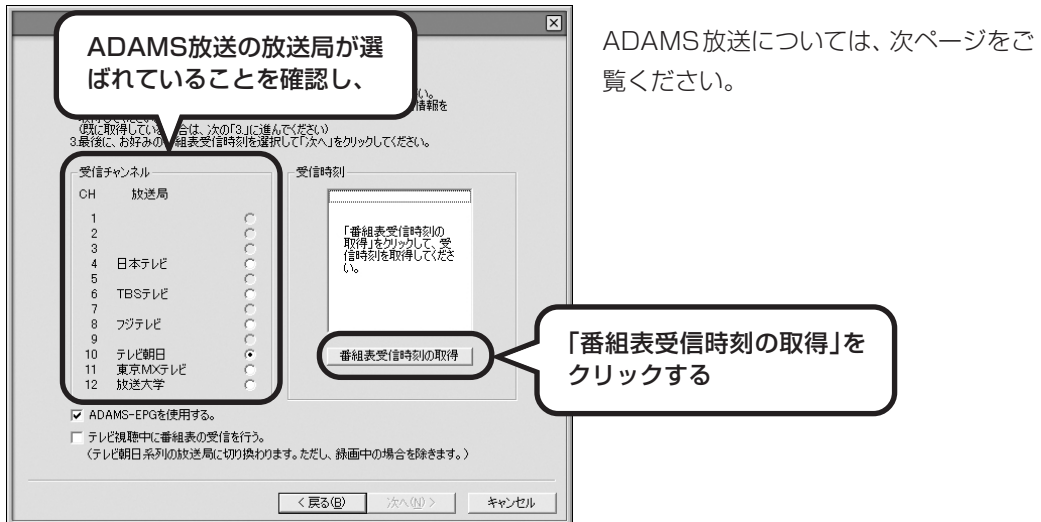 ADAMS放送の放送局が選
ばれていることを確認し、
ADAMS放送については、次ページをご
覧ください。
い。
情報を
(既に取得している場合は、次の「3.」に進んでください)
3.最後に、お好みの番組表受信時刻を選択して「次へ」をクリックしてください。
受信チャンネル
CH 放送局
1
2
3
4 日本テレビ
5
6 TBSテレビ
7
8 フジテレビ
9
10 テレビ朝日
11 東京MXテレビ
12 放送大学
受信時刻
「番組表受信時刻の
取得」をクリックして、受
信時刻を取得してくださ
い。
番組表受信時刻の取得
「番組表受信時刻の取得」を
クリックする
ADAMS-EPGを使用する。
テレビ視聴中に番組表の受信を行う。
(テレビ朝日系列の放送局に切り換わります。ただし、録画中の場合を除きます。)
< 戻る(B)
次へ(N) >
キャンセル